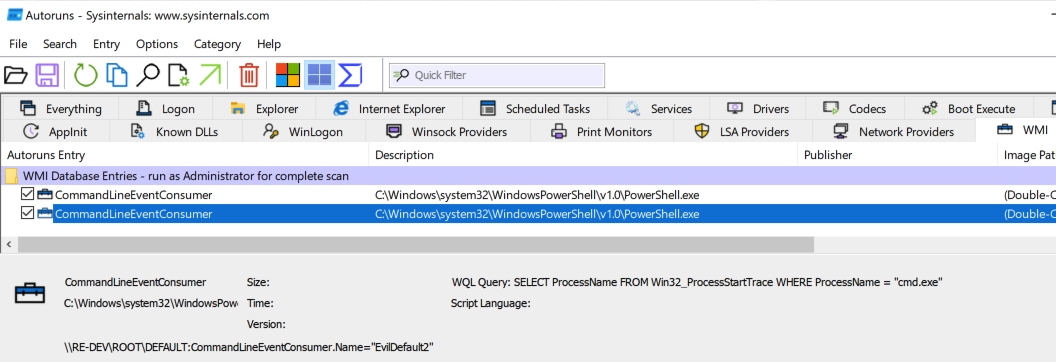 Autoruns - Sysinternals: www.sysinternals.com
File Search Entry Options Category Help
Quick Filter
Everything Logon Explorer Internet Explorer Scheduled Tasks Services Drivers Codecs Boot Execute
AppInit Known DLLs WinLogon Winsock Providers Print Monitors LSA Providers Network Providers WMI
Autoruns Entry Description Publisher Image Pat
WMI Database Entries - run as Administrator for complete scan
CommandLineEventConsumer C:\Windows\system32\WindowsPowerShell\v1.0\PowerShell.exe (Double-C
CommandLineEventConsumer C:\Windows\system32\WindowsPowerShell\v1.0\PowerShell.exe (Double-C
CommandLineEventConsumer Size: WQL Query: SELECT ProcessName FROM Win32_ProcessStartTrace WHERE ProcessName = "cmd.exe"
C:\Windows\system32\WindowsPow Time: Script Language:
Version:
\\RE-DEV\ROOT\DEFAULT:CommandLineEventConsumer.Name="EvilDefault2"